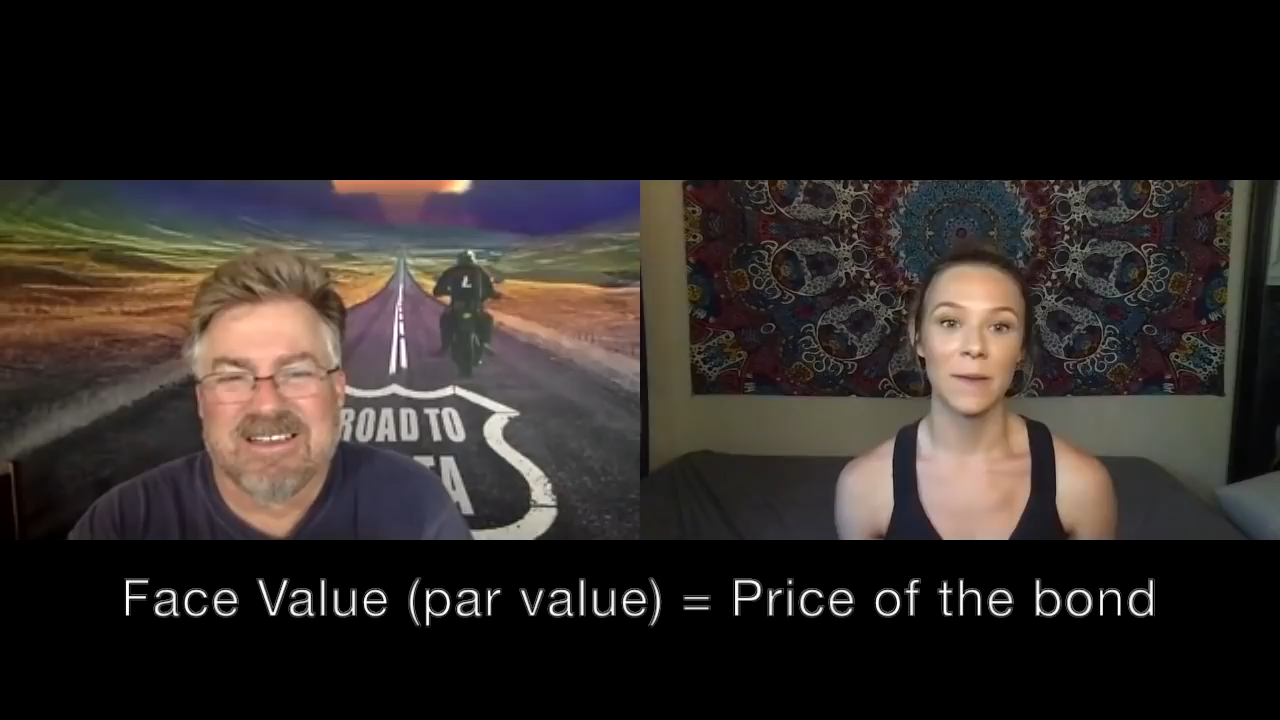 L
ROAD TO
Face Value (par value) = Price of the bond